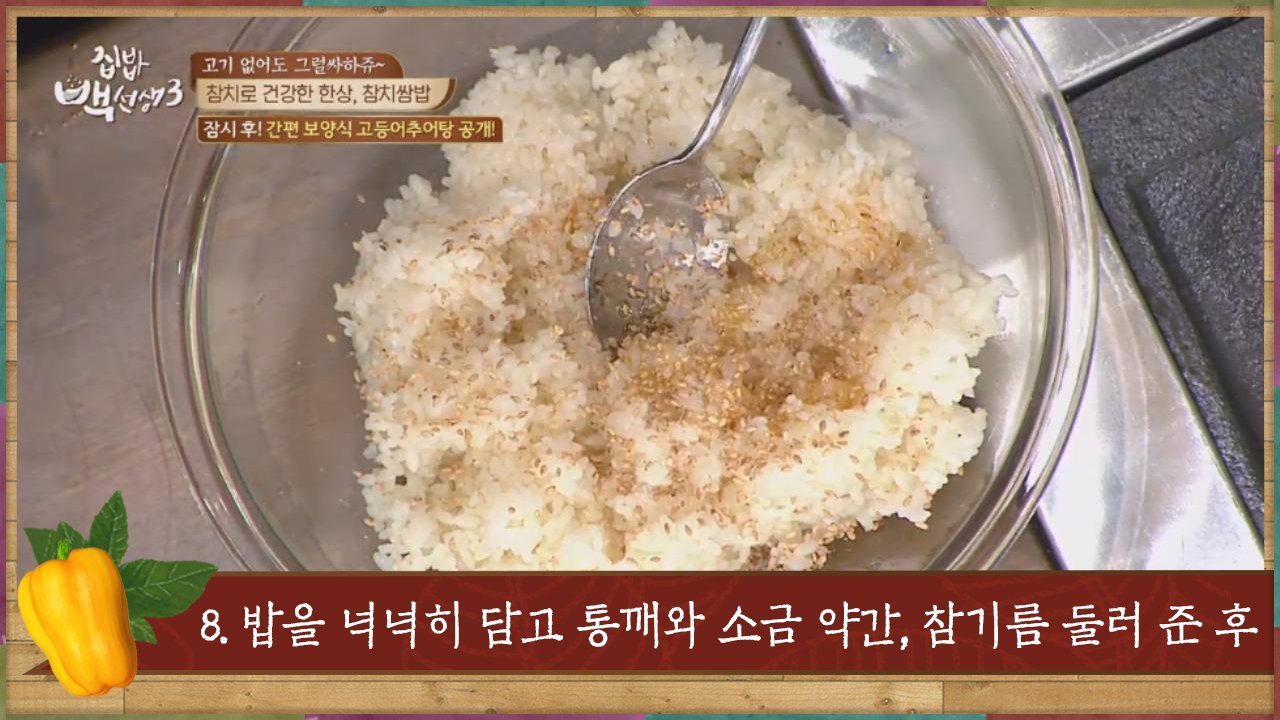 집밥
백선생3
고기 없어도 그럴싸하쥬~
참치로 건강한 한상, 참치쌈밥
잠시 후! 간편 보양식 고등어추어탕 공개!
8. 밥을 넉넉히 담고 통깨와 소금 약간, 참기름 둘러 준 후